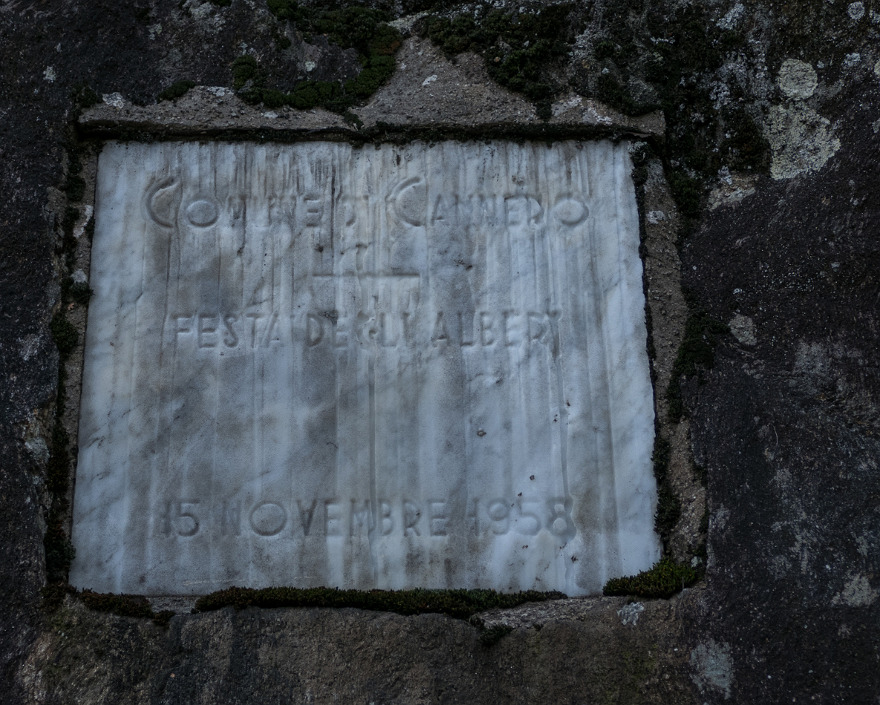 COMUNE DI CANNERO
FESTA DEGLI ALBERI
15 NOVEMBRE 1958